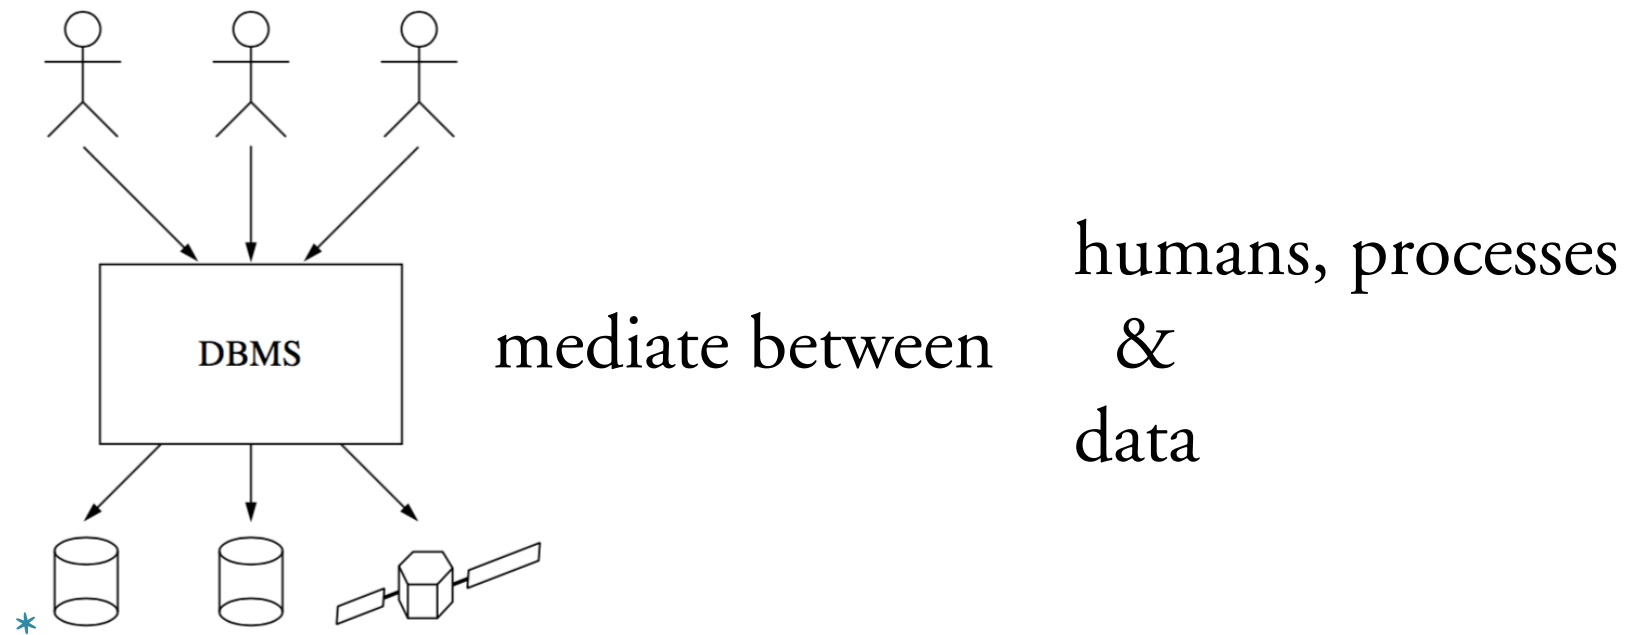 DBMS
mediate between
humans, processes
&
data
*